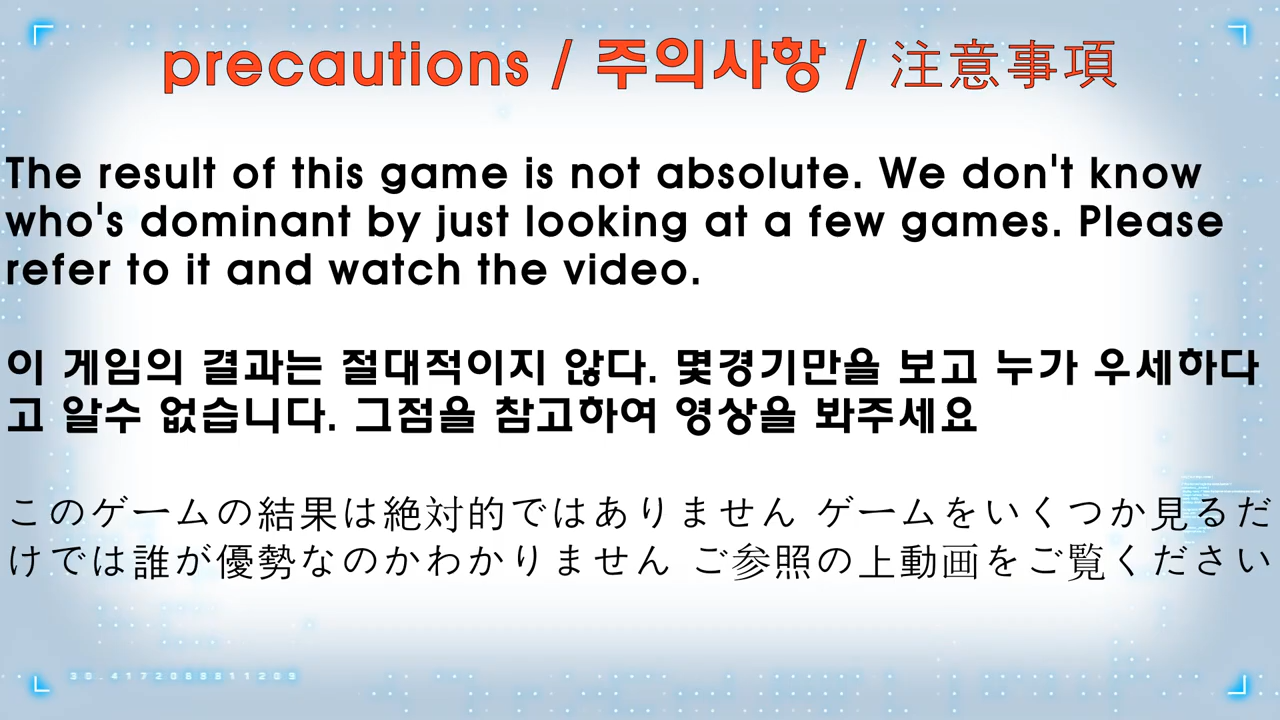 precautions / 주의사항 / 注意事項
The result of this game is not absolute. We don't know
who's dominant by just looking at a few games. Please
refer to it and watch the video.
이 게임의 결과는 절대적이지 않다. 몇경기만을 보고 누가 우세하다
고 알수 없습니다. 그점을 참고하여 영상을 봐주세요
このゲームの結果は絶対的ではありません ゲームをいくつか見るだ
けでは誰が優勢なのかわかりません ご参照の上動画をご覧ください